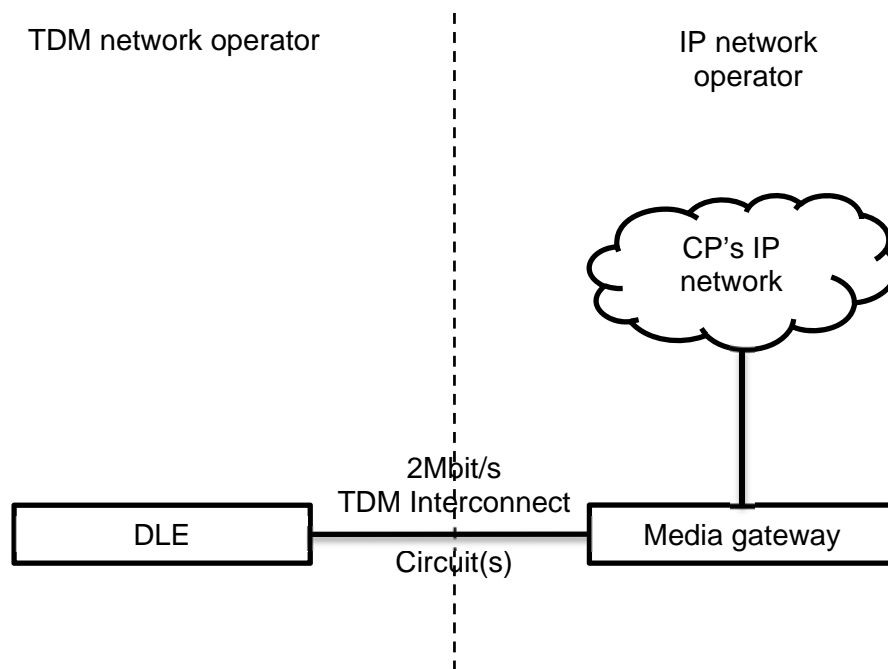 TDM network operator
IP network
operator
CP's IP
network
2Mbit/s
TDM Interconnect
DLE
Media gateway
Circuit(s)